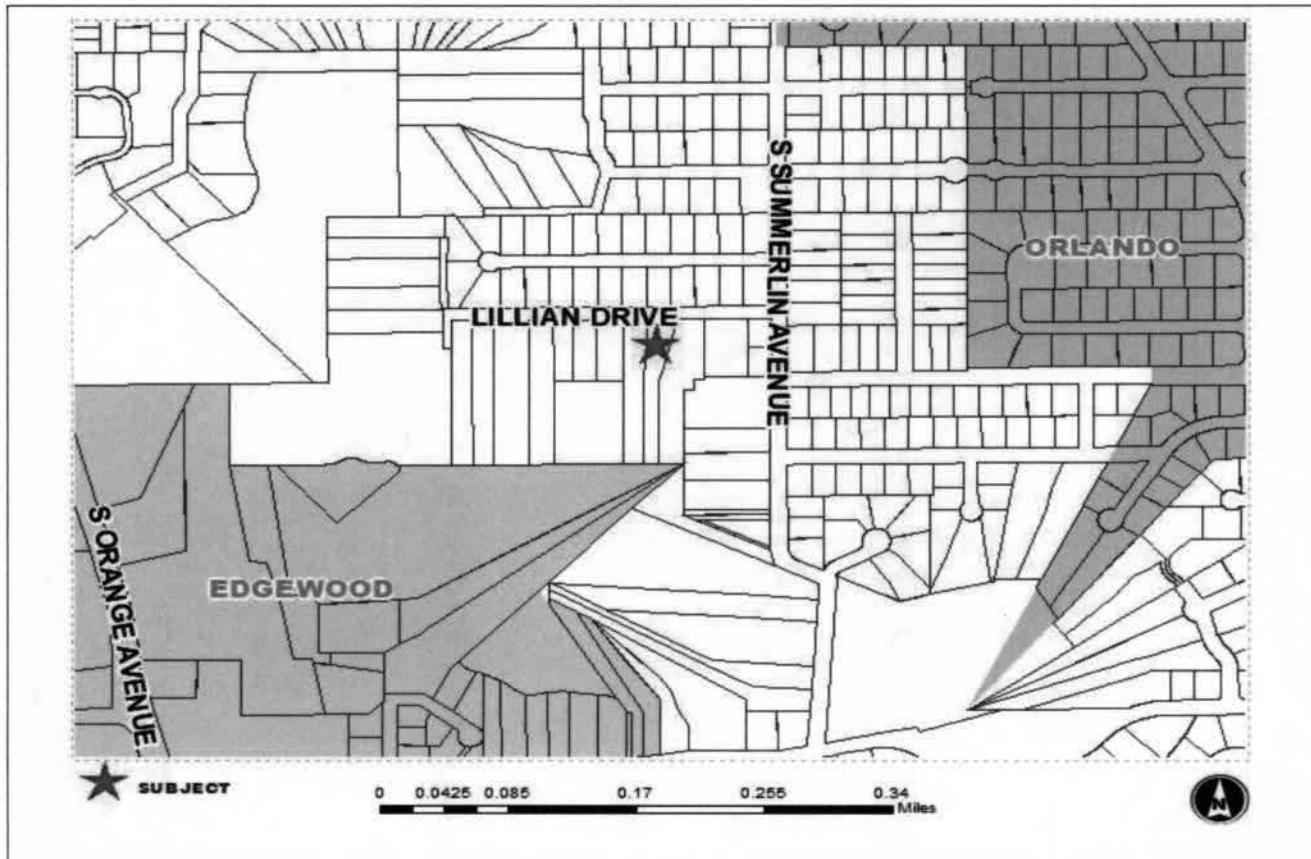 S SUMMERLIN AVENUE
ORLANDO
LILLIAN DRIVE
S ORANGE AVENUE
EDGEWOOD
SUBJECT
0 0.0425 0.085 0.17 0.255 0.34
Miles
N